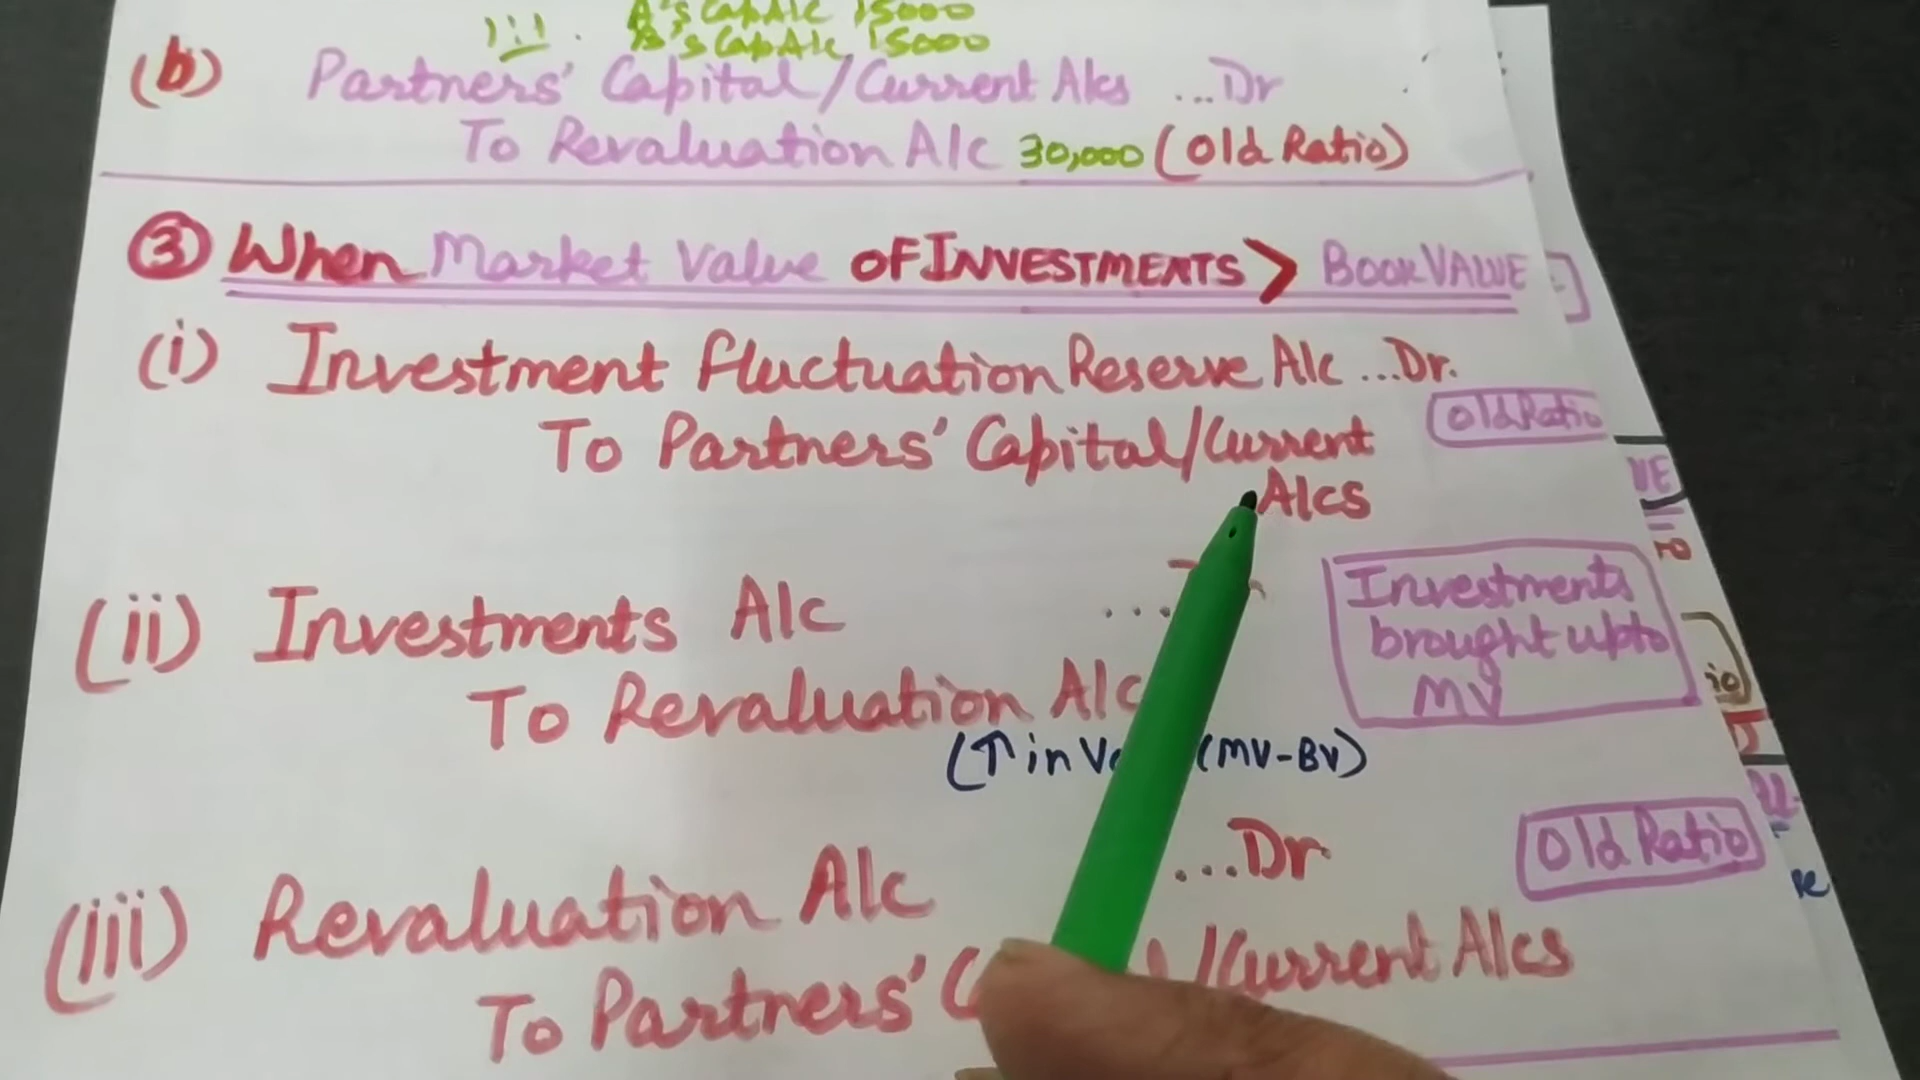 A's Cap A/c 15000
B's Cap A/c 15000
(b) Partners' Capital/Current A/cs ...Dr
To Revaluation A/c 30,000 (Old Ratio)
③ When Market Value OF INVESTMENTS > BOOK VALUE
(i) Investment Fluctuation Reserve A/c ...Dr.
To Partners' Capital/Current
A/cs
Old Ratio
(ii) Investments A/c ...
To Revaluation A/c
(↑ in (MV-BV)
Investments
brought upto
MV
(iii) Revaluation A/c ...Dr
To Partners' /Current A/cs
Old Ratio